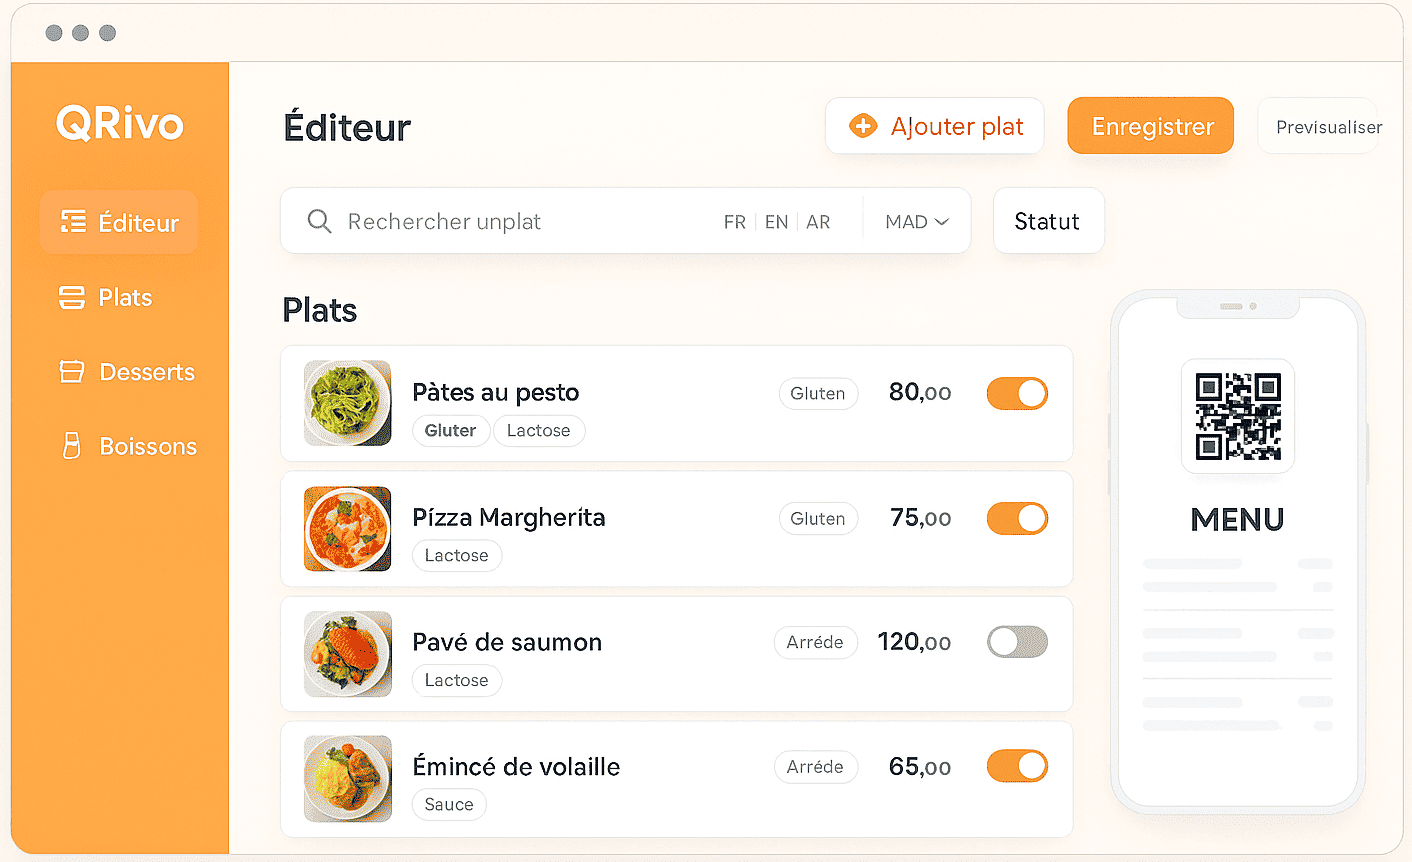 QRivo
Éditeur
Plats
Desserts
Boissons
Éditeur
Ajouter plat
Enregistrer
Previsualiser
Rechercher unplat
FR | EN | AR
MAD
Statut
Plats
Pàtes au pesto
Gluten
80,00
Gluter
Lactose
Pízza Margheríta
Gluten
75,00
Lactose
Pavé de saumon
Arréde
120,00
Lactose
Émincé de volaille
Arréde
65,00
Sauce
MENU